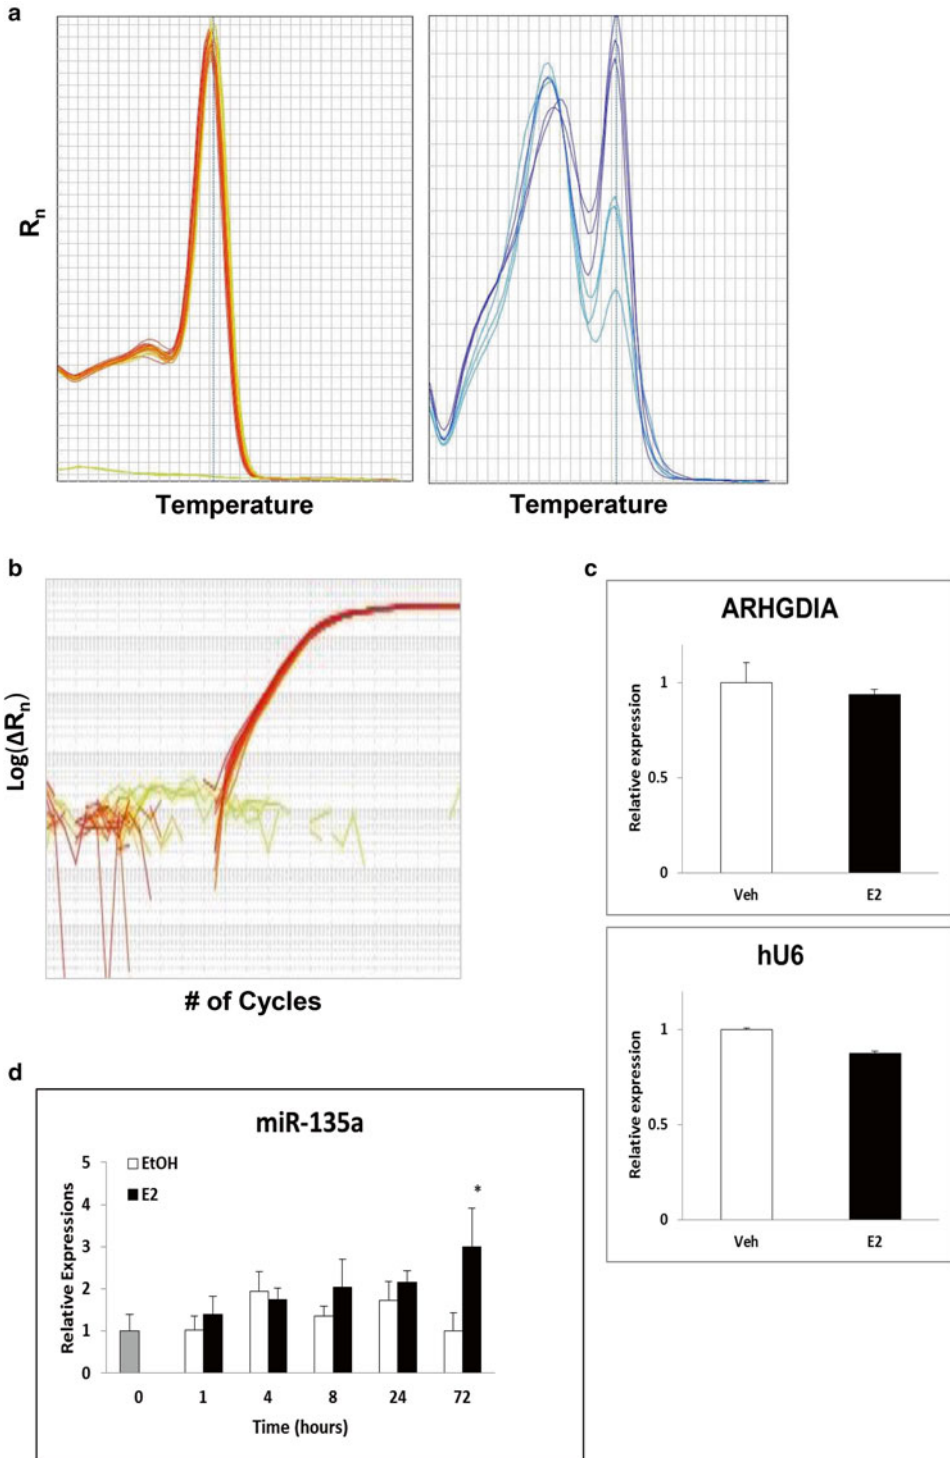 a
Rn
Temperature
Temperature
b
Log(ΔRn)
# of Cycles
c
ARHGDIA
Relative expression
1
0.5
0
Veh
E2
hU6
Relative expression
1
0.5
0
Veh
E2
d
miR-135a
Relative Expressions
5
4
3
2
1
0
EtOH
E2
*
0 1 4 8 24 72
Time (hours)